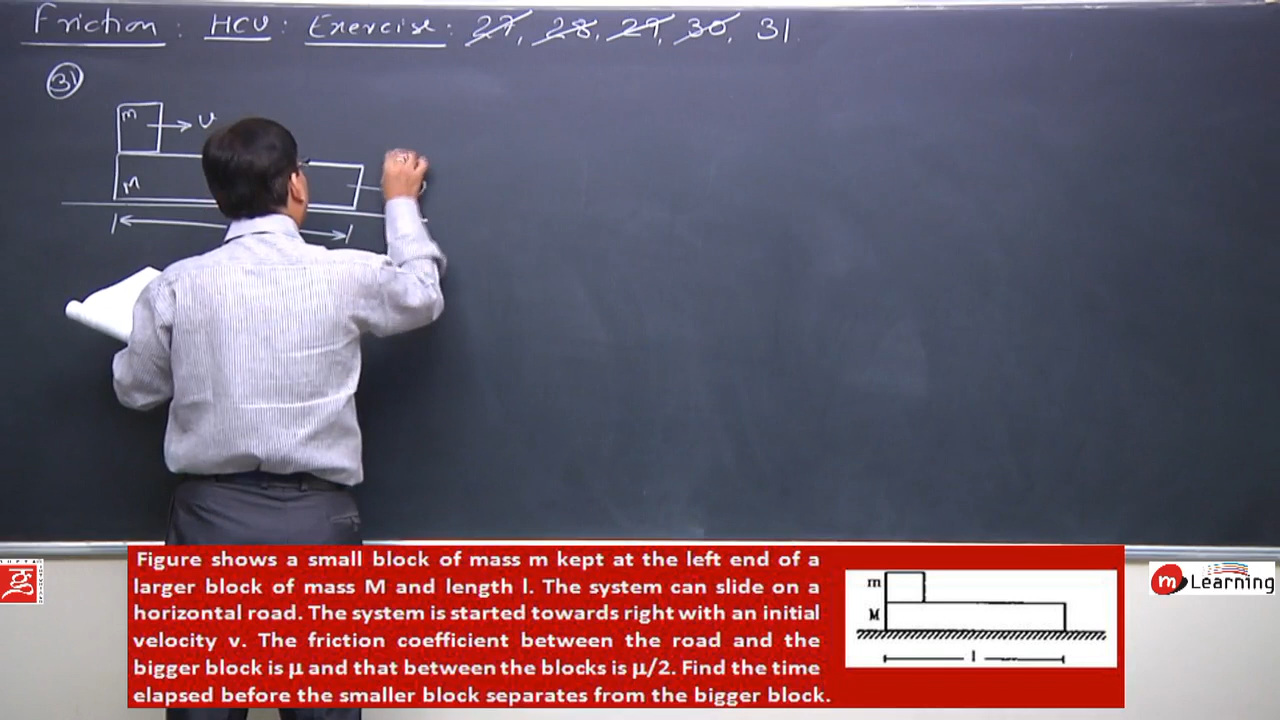 Friction : HCV : Exercise : 27, 28, 29, 30, 31
31
m
v
M
Figure shows a small block of mass m kept at the left end of a
larger block of mass M and length l. The system can slide on a
horizontal road. The system is started towards right with an initial
velocity v. The friction coefficient between the road and the
bigger block is μ and that between the blocks is μ/2. Find the time
elapsed before the smaller block separates from the bigger block.
m
M
l
m Learning